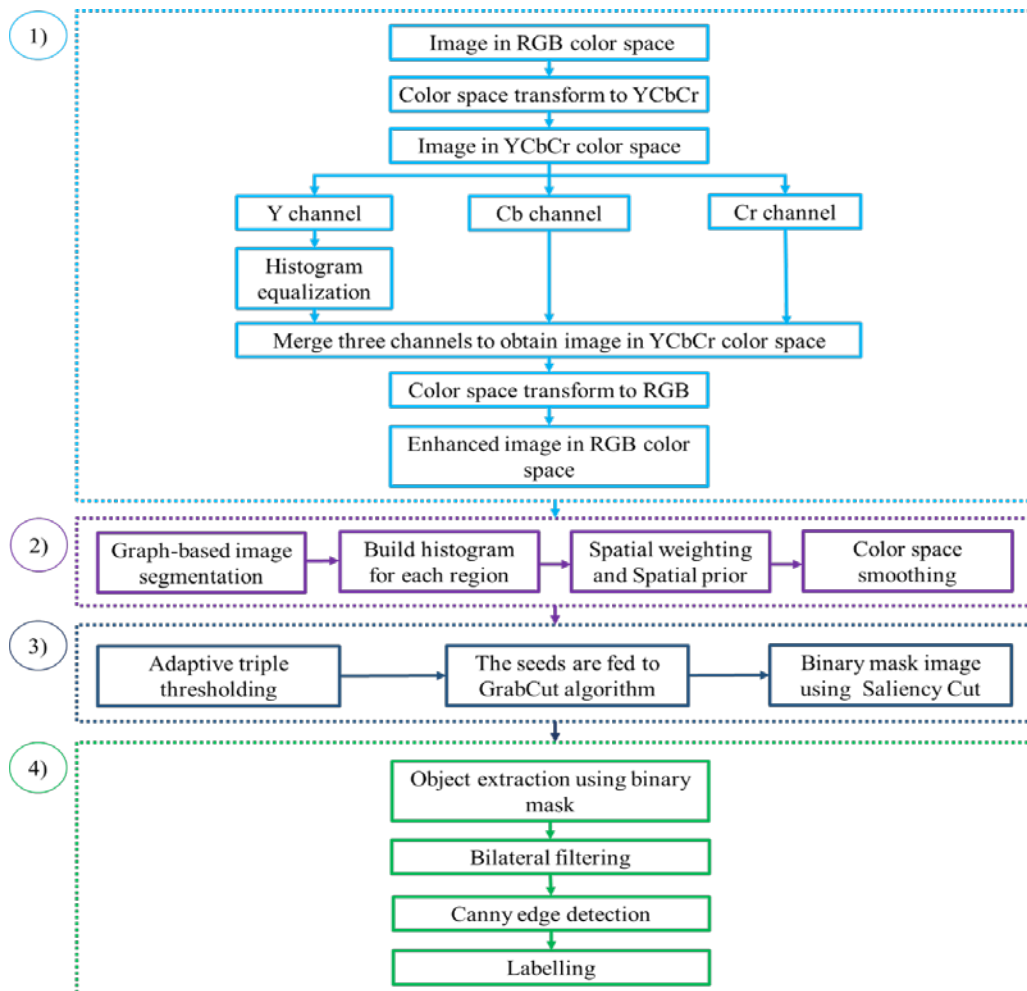 1)
Image in RGB color space
Color space transform to YCbCr
Image in YCbCr color space
Y channel
Cb channel
Cr channel
Histogram
equalization
Merge three channels to obtain image in YCbCr color space
Color space transform to RGB
Enhanced image in RGB color
space
2)
Graph-based image
segmentation
Build histogram
for each region
Spatial weighting
and Spatial prior
Color space
smoothing
3)
Adaptive triple
thresholding
The seeds are fed to
GrabCut algorithm
Binary mask image
using Saliency Cut
4)
Object extraction using binary
mask
Bilateral filtering
Canny edge detection
Labelling